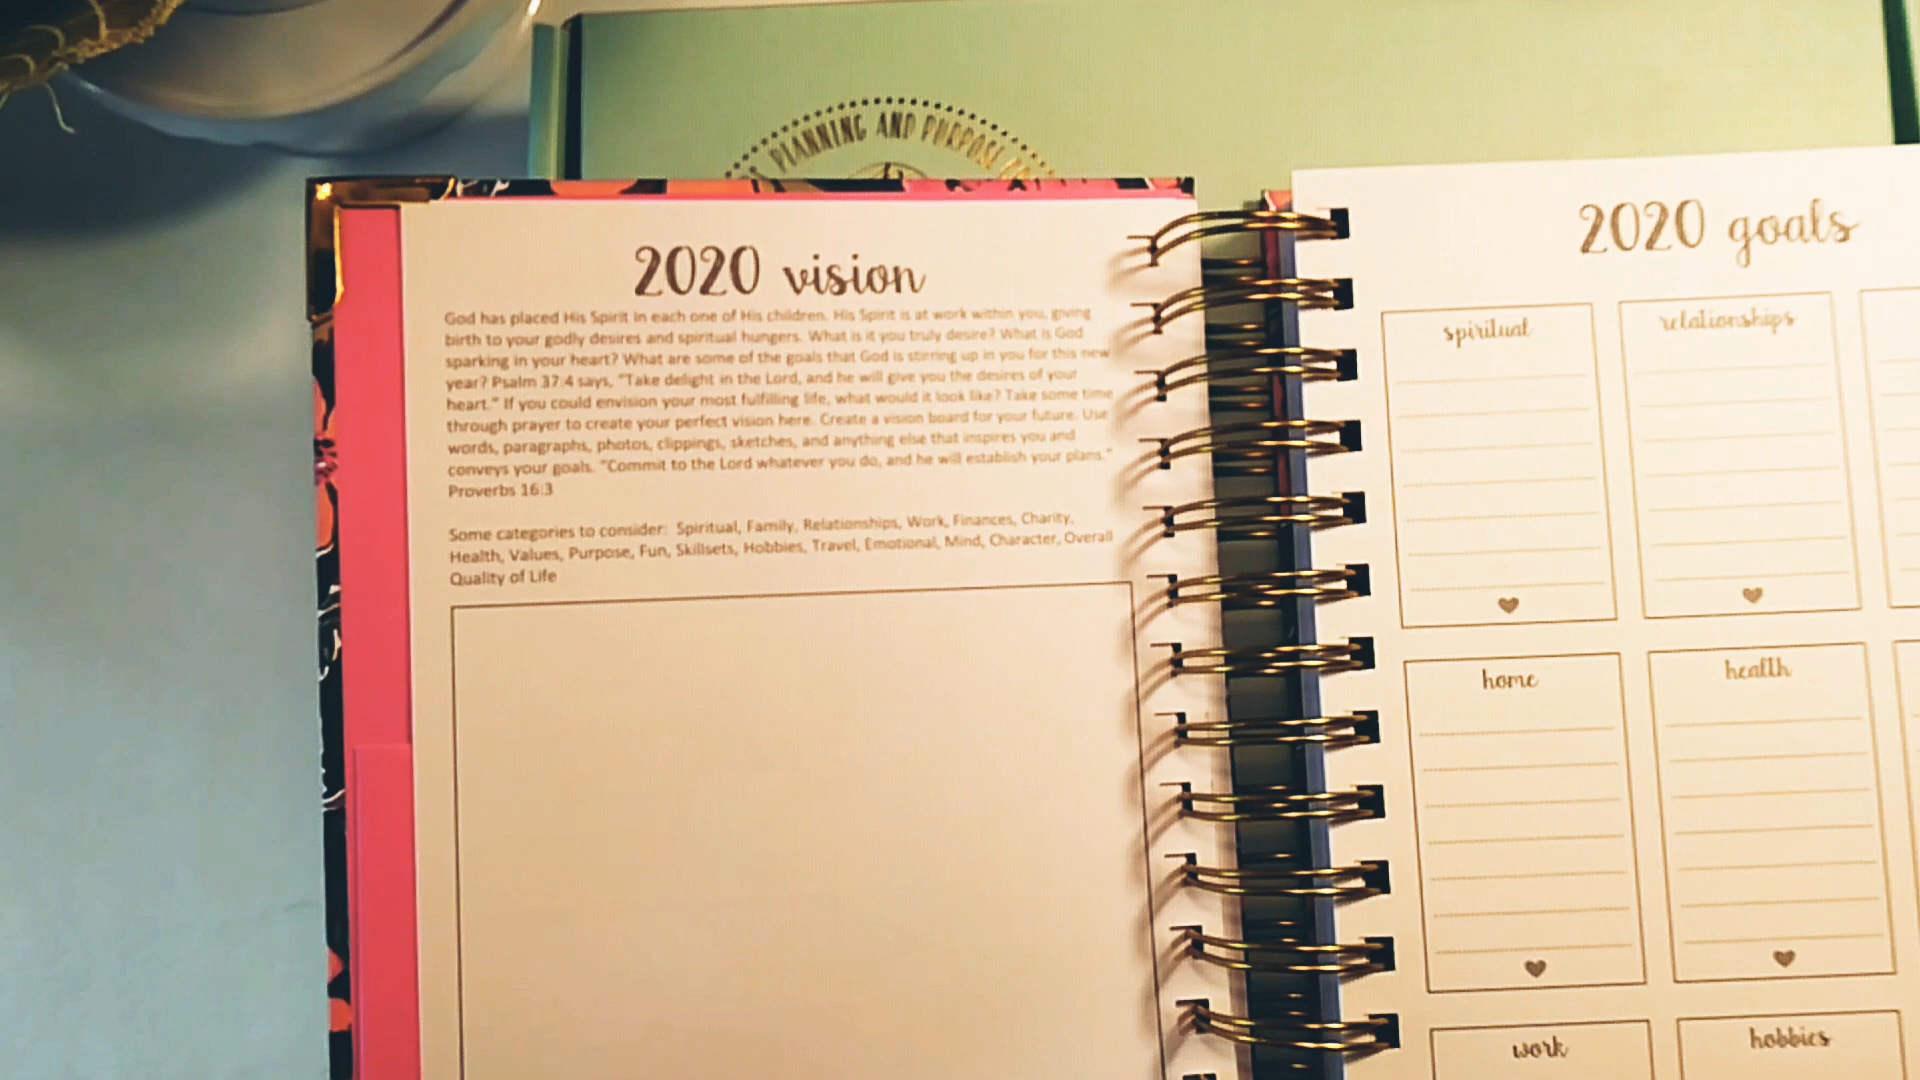 PLANNING AND PURPOSE
2020 vision
God has placed His Spirit in each one of His children. His Spirit is at work within you, giving
birth to your godly desires and spiritual hungers. What is it you truly desire? What is God
sparking in your heart? What are some of the goals that God is stirring up in you for this new
year? Psalm 37:4 says, "Take delight in the Lord, and he will give you the desires of your
heart." If you could envision your most fulfilling life, what would it look like? Take some time
through prayer to create your perfect vision here. Create a vision board for your future. Use
words, paragraphs, photos, clippings, sketches, and anything else that inspires you and
conveys your goals. "Commit to the Lord whatever you do, and he will establish your plans."
Proverbs 16:3
Some categories to consider: Spiritual, Family, Relationships, Work, Finances, Charity,
Health, Values, Purpose, Fun, Skillsets, Hobbies, Travel, Emotional, Mind, Character, Overall
Quality of Life
2020 goals
spiritual
relationships
home
health
work
hobbies